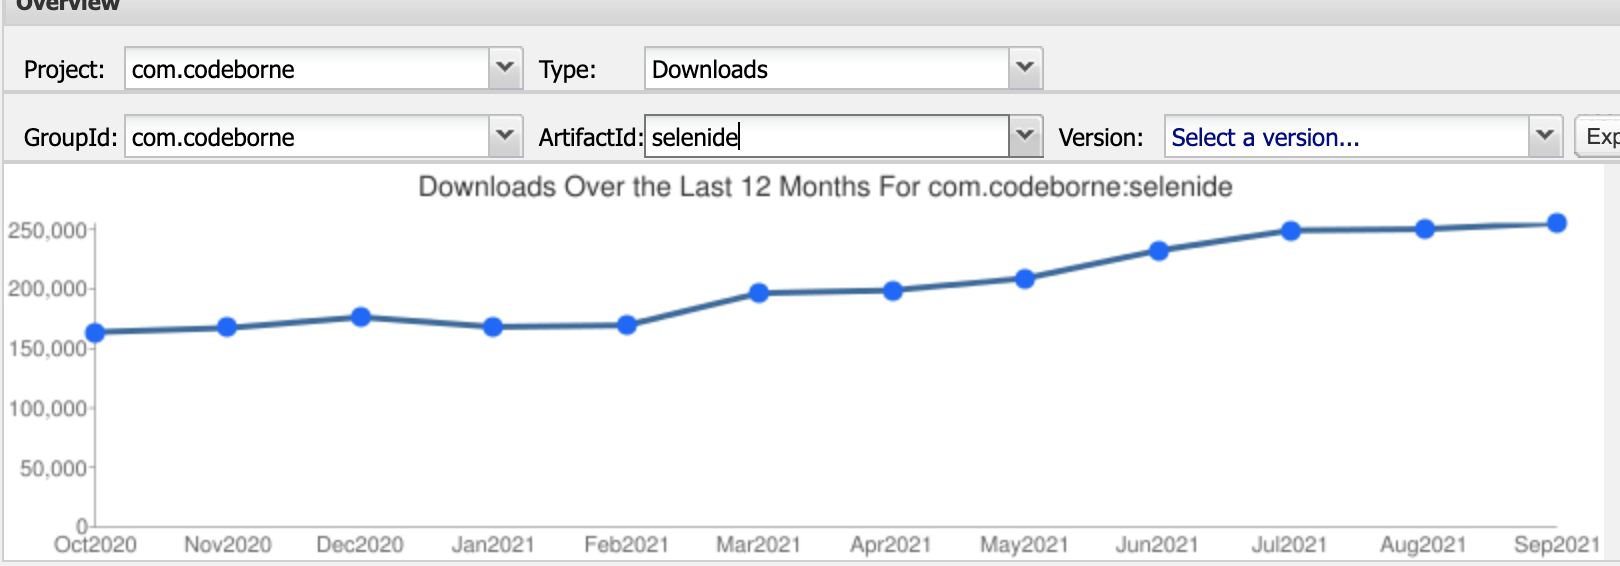 Overview
Project: com.codeborne Type: Downloads
GroupId: com.codeborne ArtifactId: selenide Version: Select a version... Exp
Downloads Over the Last 12 Months For com.codeborne:selenide
250,000
200,000
150,000
100,000
50,000
0
Oct2020 Nov2020 Dec2020 Jan2021 Feb2021 Mar2021 Apr2021 May2021 Jun2021 Jul2021 Aug2021 Sep2021